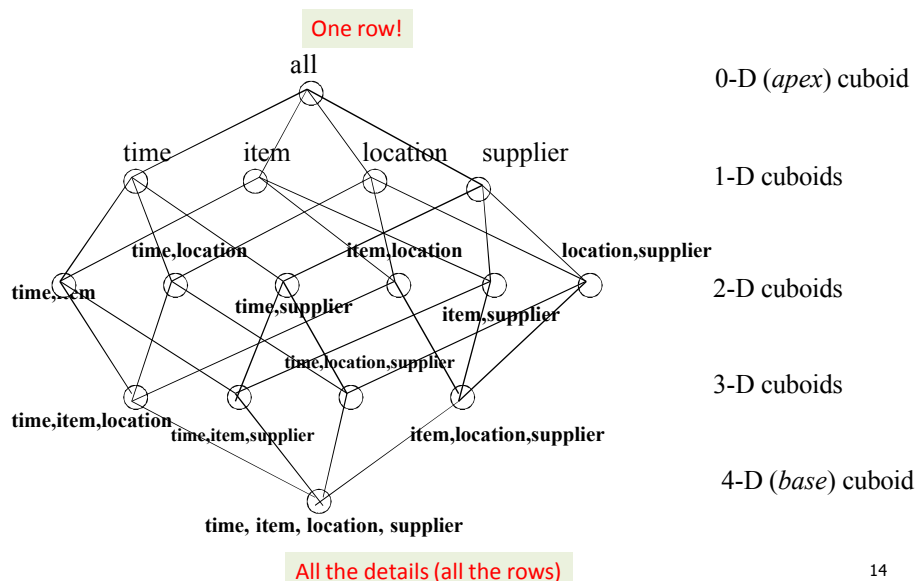 One row!
all
0-D (apex) cuboid
time
item
location
supplier
1-D cuboids
time,location
item,location
location,supplier
time,item
time,supplier
item,supplier
2-D cuboids
time,location,supplier
3-D cuboids
time,item,location
time,item,supplier
item,location,supplier
4-D (base) cuboid
time, item, location, supplier
All the details (all the rows)
14